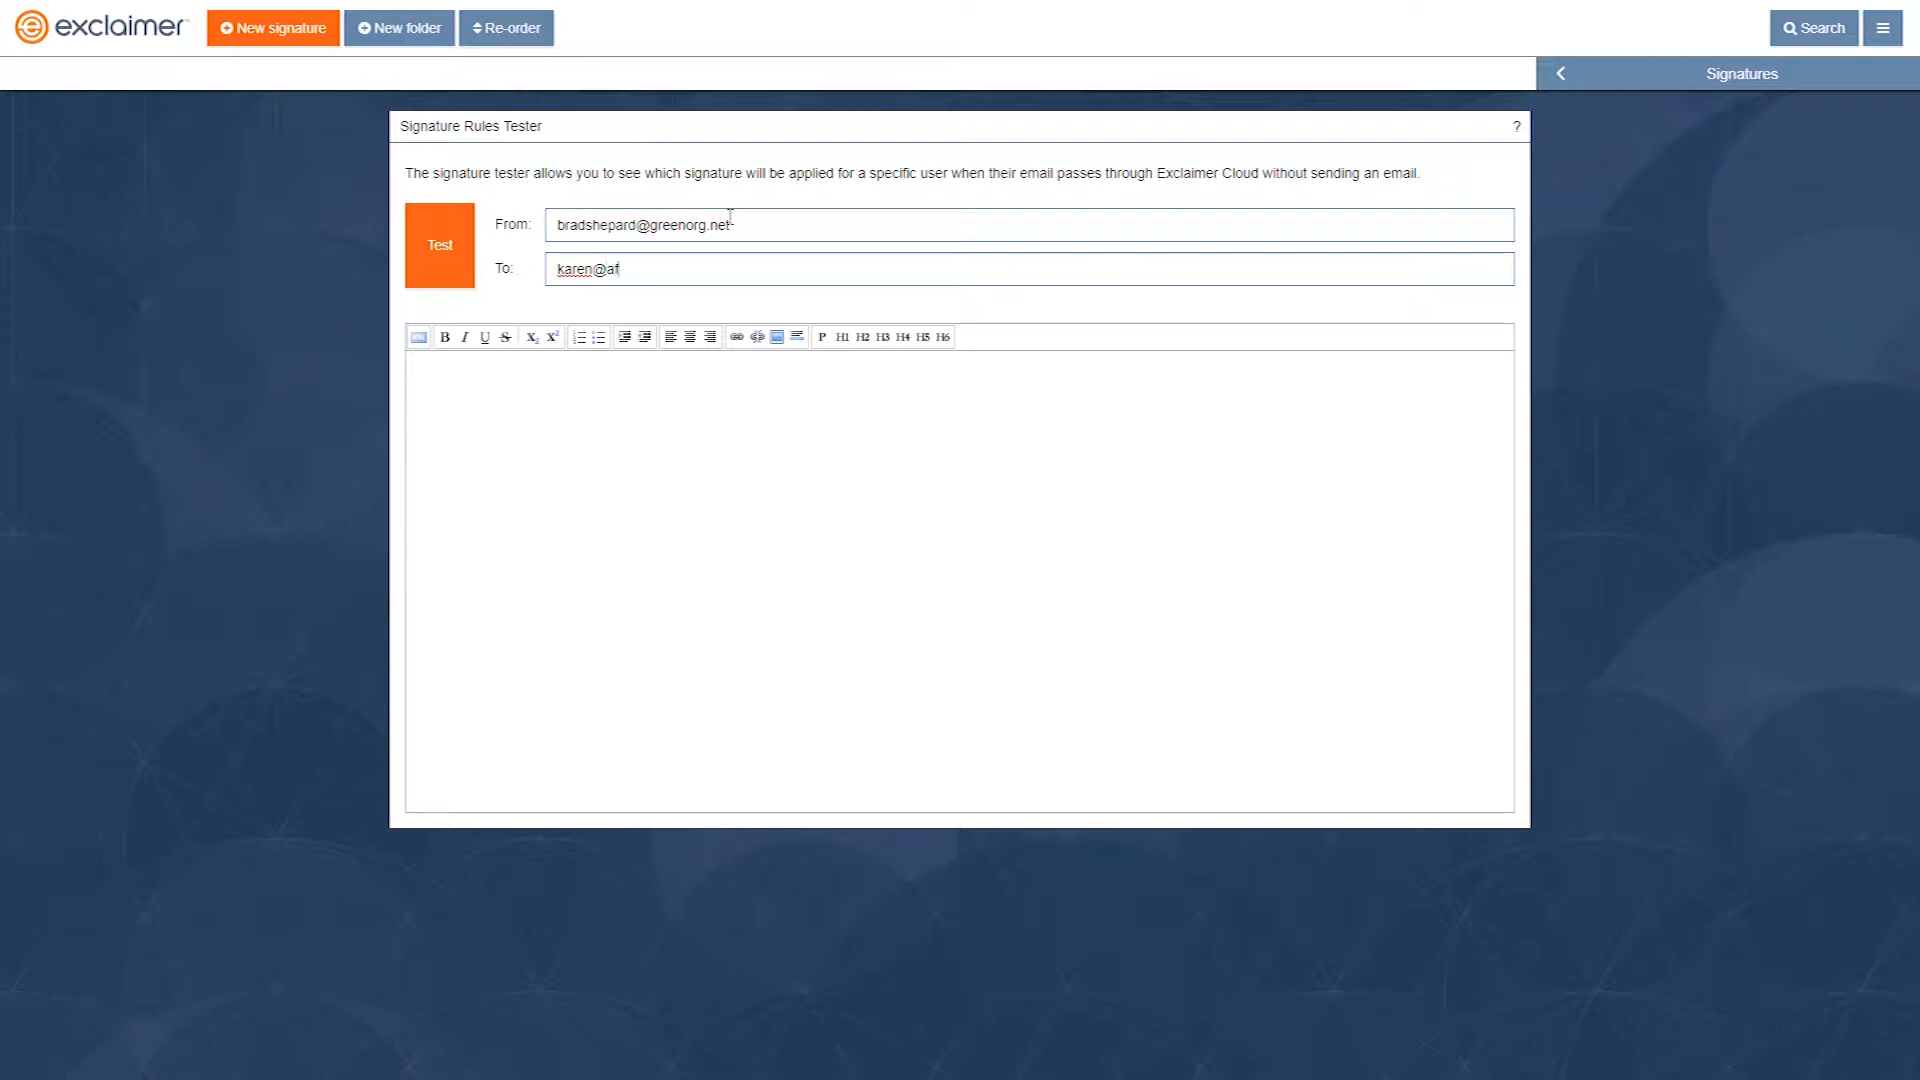 exclaimer New signature New folder Re-order Search
Signatures
Signature Rules Tester ?
The signature tester allows you to see which signature will be applied for a specific user when their email passes through Exclaimer Cloud without sending an email.
Test
From: bradshepard@greenorg.net
To: karen@af
B I U S X₂ X² P H1 H2 H3 H4 H5 H6